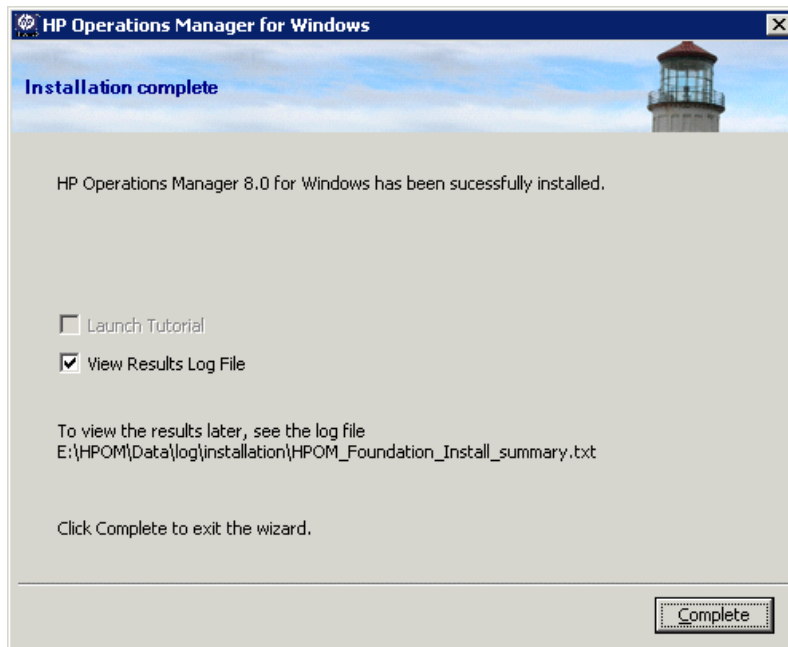 HP Operations Manager for Windows
Installation complete
HP Operations Manager 8.0 for Windows has been sucessfully installed.
Launch Tutorial
View Results Log File
To view the results later, see the log file
E:\HPOM\Data\log\installation\HPOM_Foundation_Install_summary.txt
Click Complete to exit the wizard.
Complete